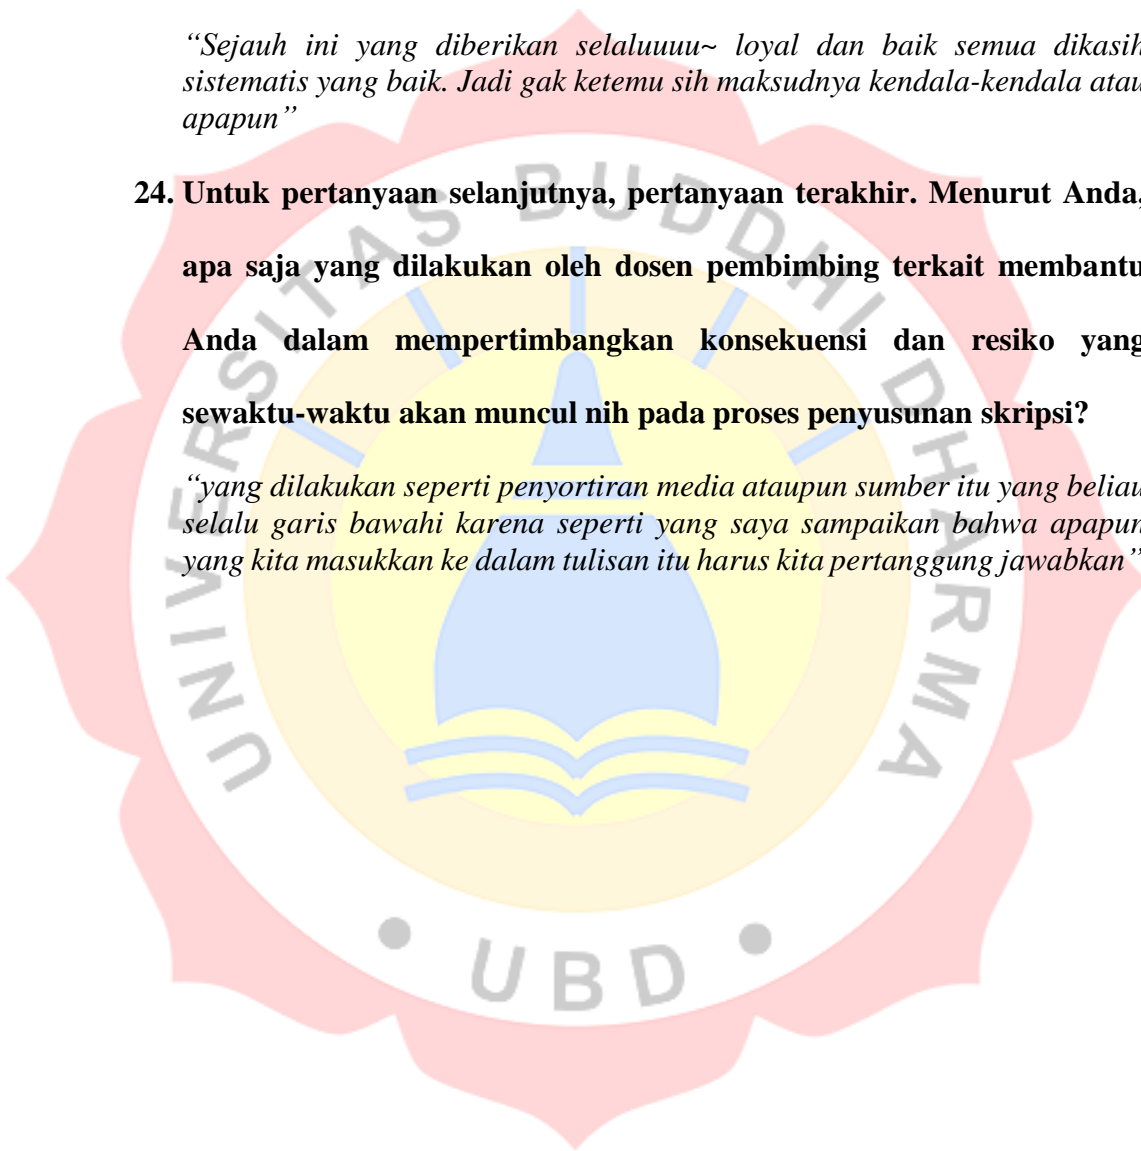 “Sejauh ini yang diberikan selaluuuu~ loyal dan baik semua dikasih
sistematis yang baik. Jadi gak ketemu sih maksudnya kendala-kendala atau
apapun”
24. Untuk pertanyaan selanjutnya, pertanyaan terakhir. Menurut Anda,
apa saja yang dilakukan oleh dosen pembimbing terkait membantu
Anda dalam mempertimbangkan konsekuensi dan resiko yang
sewaktu-waktu akan muncul nih pada proses penyusunan skripsi?
“yang dilakukan seperti penyortiran media ataupun sumber itu yang beliau
selalu garis bawahi karena seperti yang saya sampaikan bahwa apapun
yang kita masukkan ke dalam tulisan itu harus kita pertanggung jawabkan”
UNIVERSITAS BUDDHI DHARMA
• UBD •